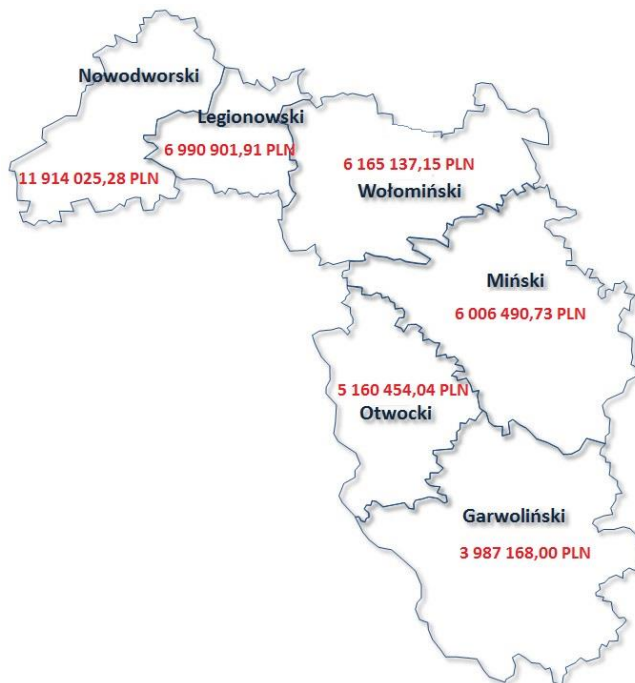 Nowodworski
11 914 025,28 PLN
Legionowski
6 990 901,91 PLN
6 165 137,15 PLN
Wołomiński
Miński
6 006 490,73 PLN
5 160 454,04 PLN
Otwocki
Garwoliński
3 987 168,00 PLN